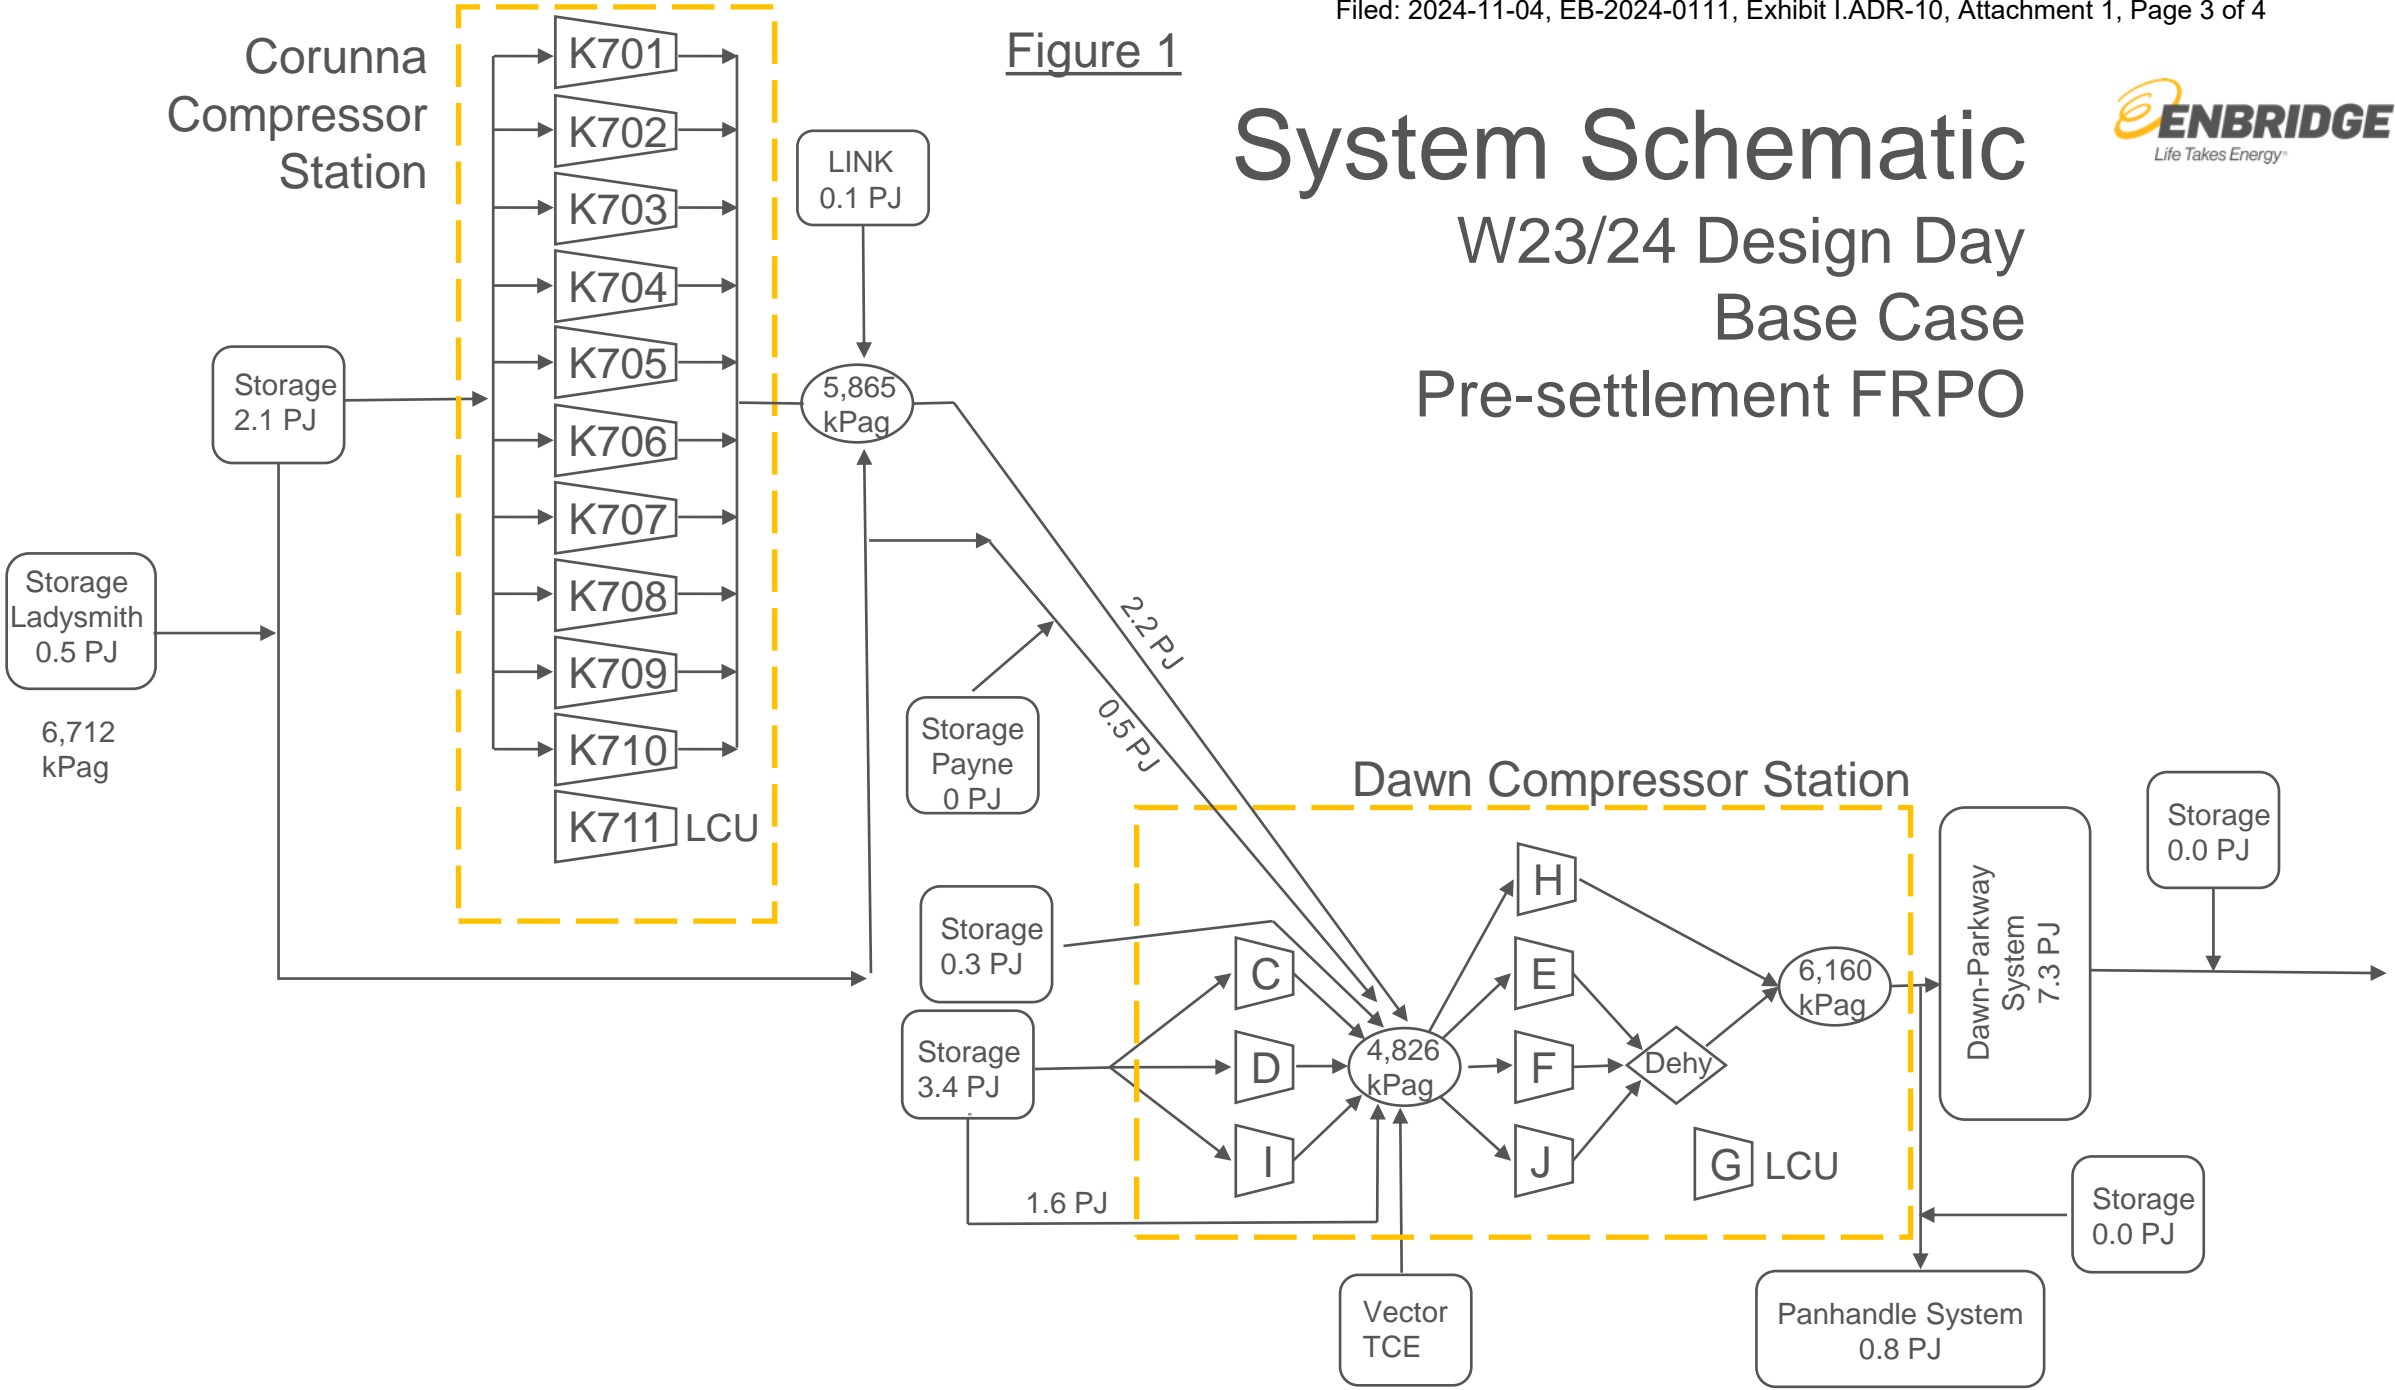 Filed: 2024-11-04, EB-2024-0111, Exhibit I.ADR-10, Attachment 1, Page 3 of 4
Figure 1
ENBRIDGE
Life Takes Energy
System Schematic
W23/24 Design Day
Base Case
Pre-settlement FRPO
Corunna
Compressor
Station
K701
K702
K703
K704
K705
K706
K707
K708
K709
K710
K711 LCU
LINK
0.1 PJ
Storage
2.1 PJ
5,865
kPag
Storage
Ladysmith
0.5 PJ
6,712
kPag
2.2 PJ
0.5 PJ
Storage
Payne
0 PJ
Dawn Compressor Station
Storage
0.3 PJ
Storage
3.4 PJ
1.6 PJ
C
D
I
4,826
kPag
H
E
F
J
Dehy
G LCU
6,160
kPag
Dawn-Parkway
System
7.3 PJ
Storage
0.0 PJ
Storage
0.0 PJ
Vector
TCE
Panhandle System
0.8 PJ